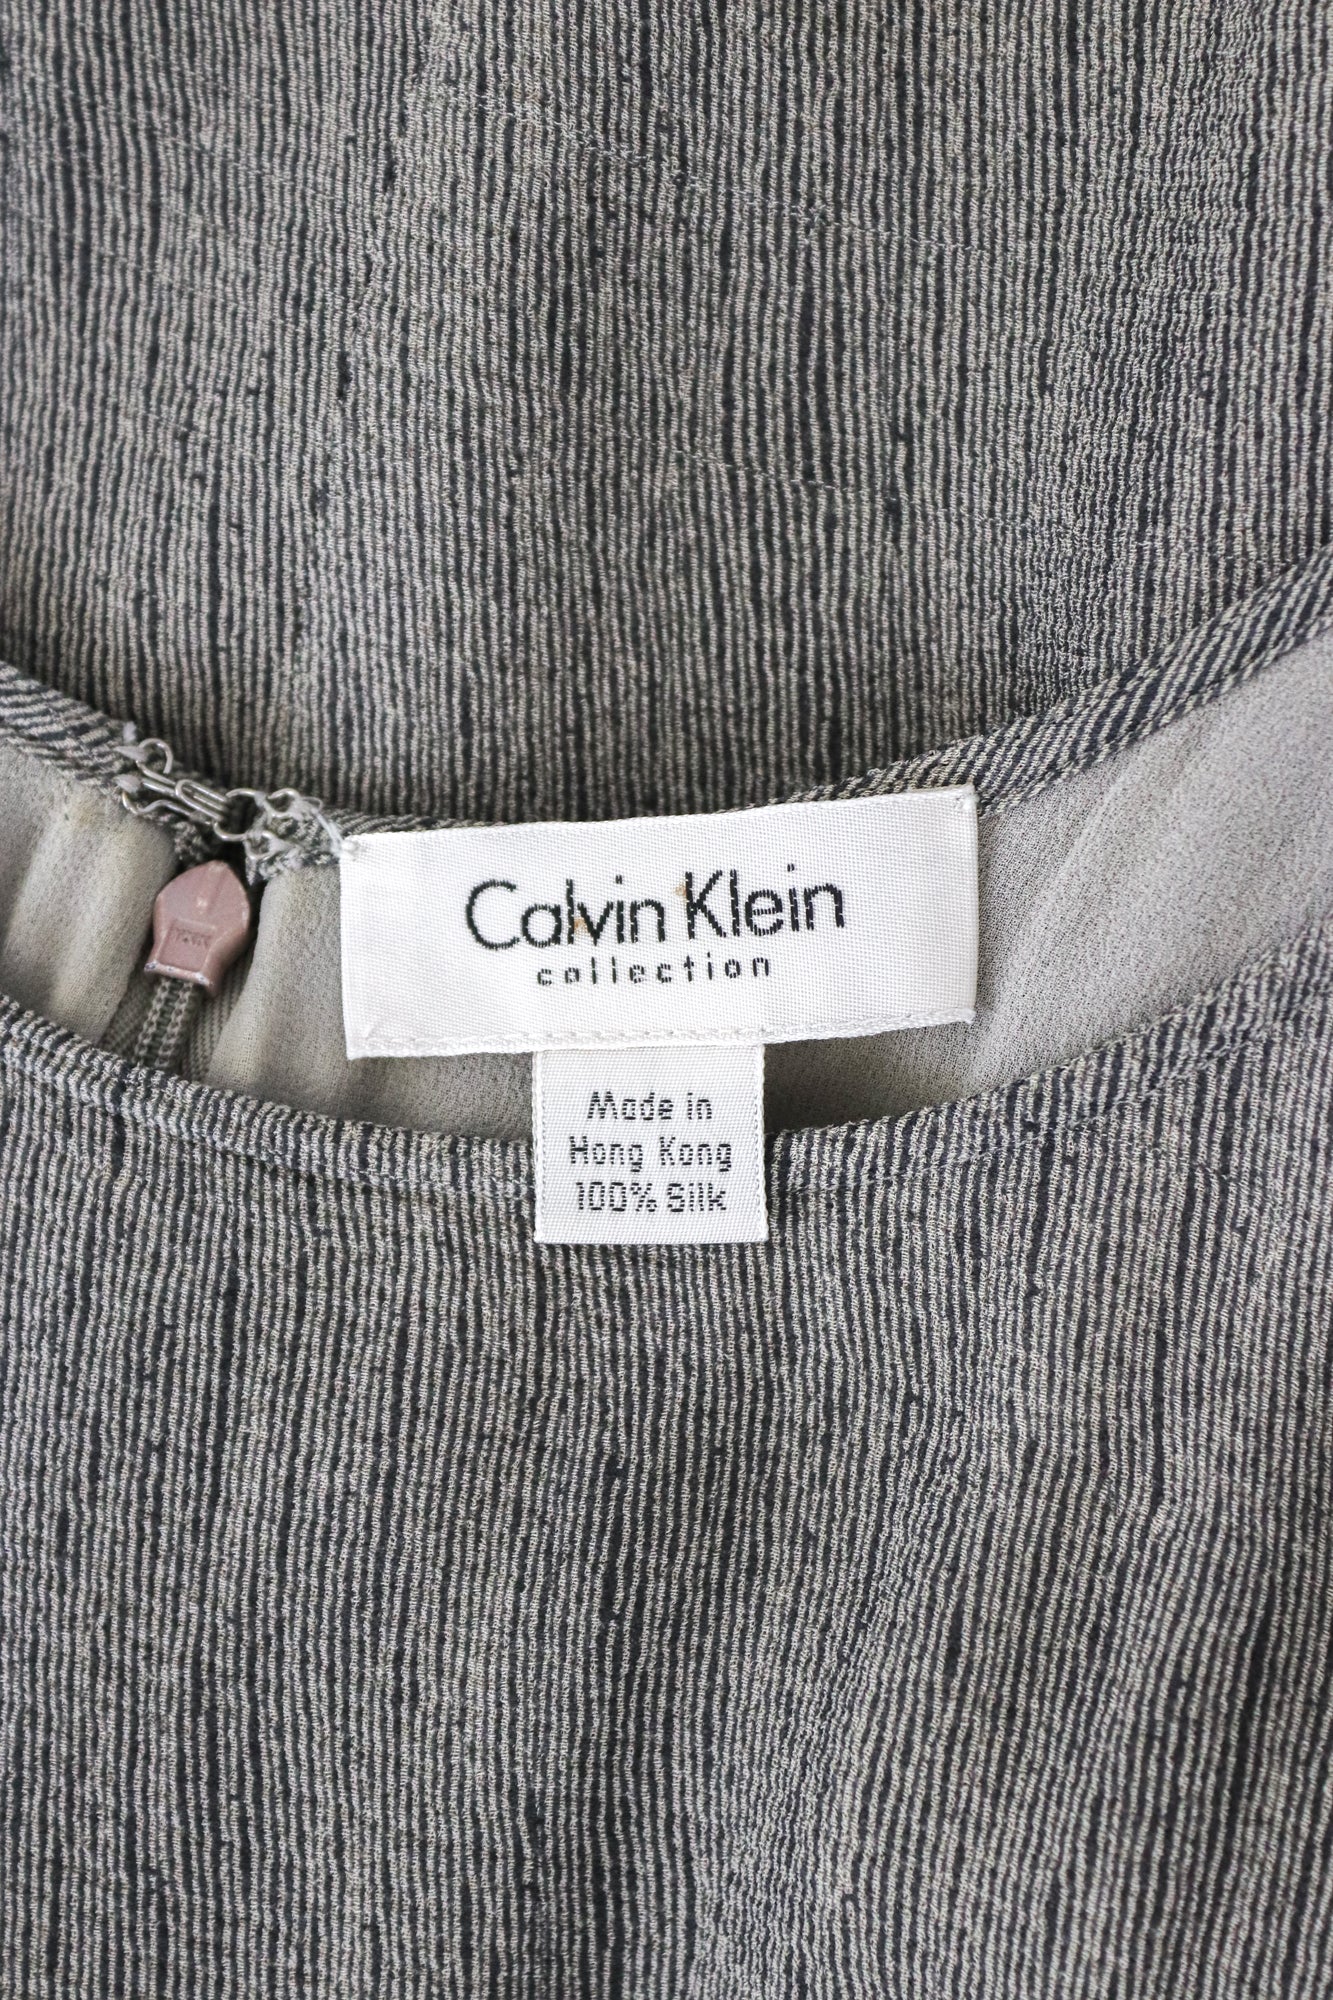 Calvin Klein
collection
Made in
Hong Kong
100% Silk